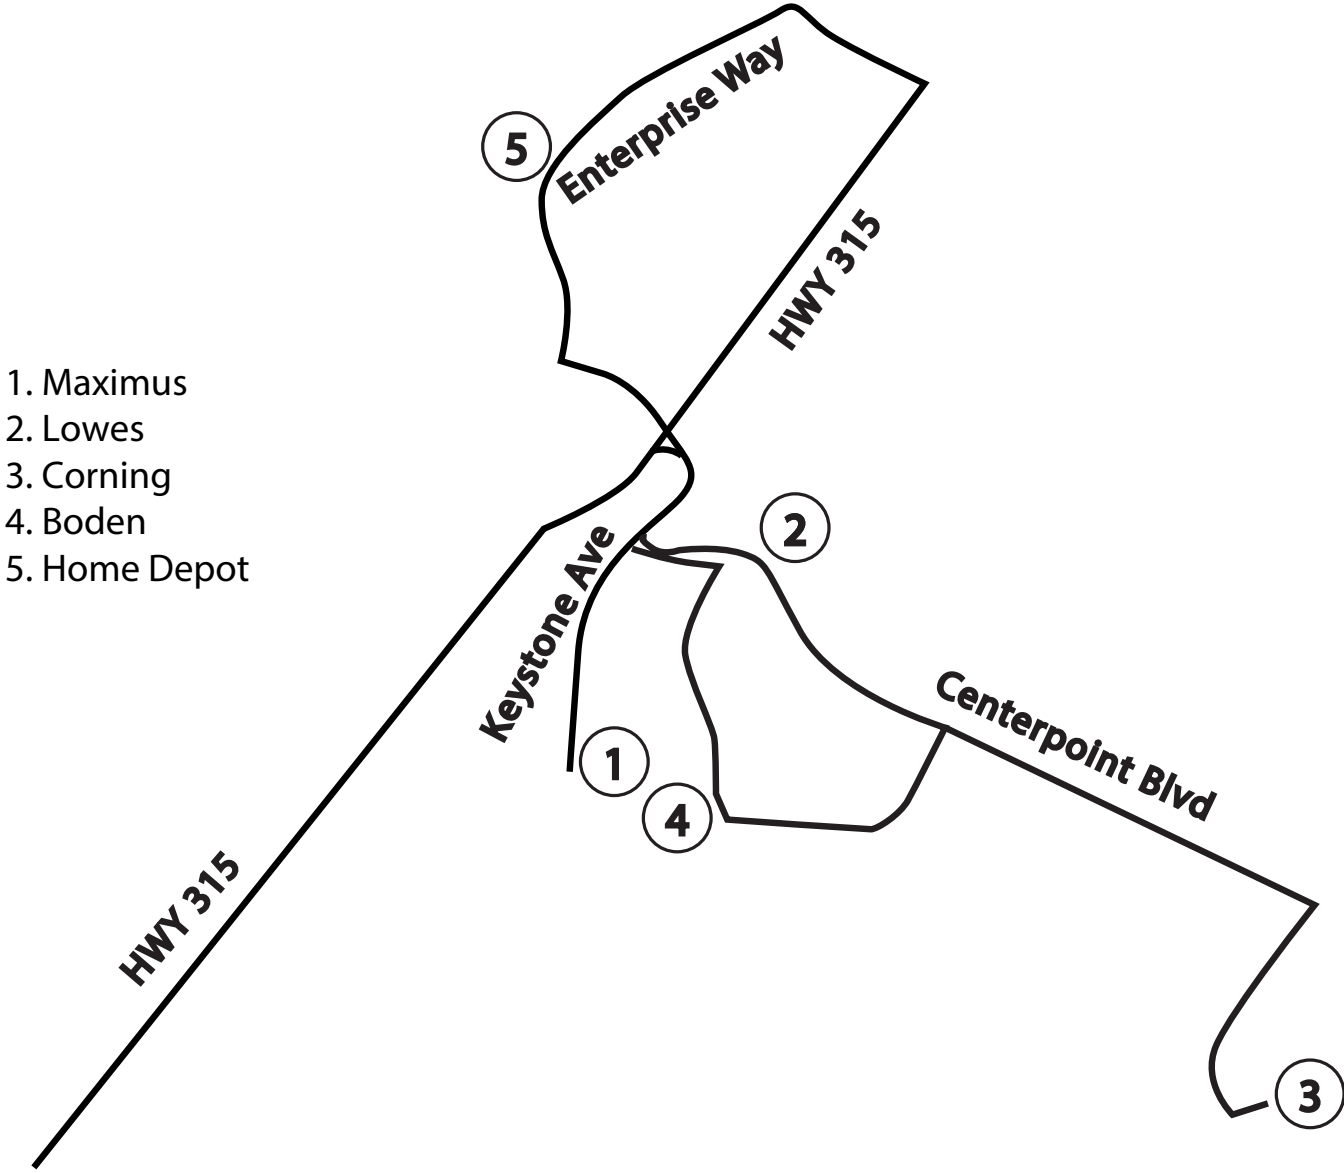 5
Enterprise Way
HWY 315
1. Maximus
2. Lowes
3. Corning
4. Boden
5. Home Depot
2
Keystone Ave
Centerpoint Blvd
1
4
HWY 315
3